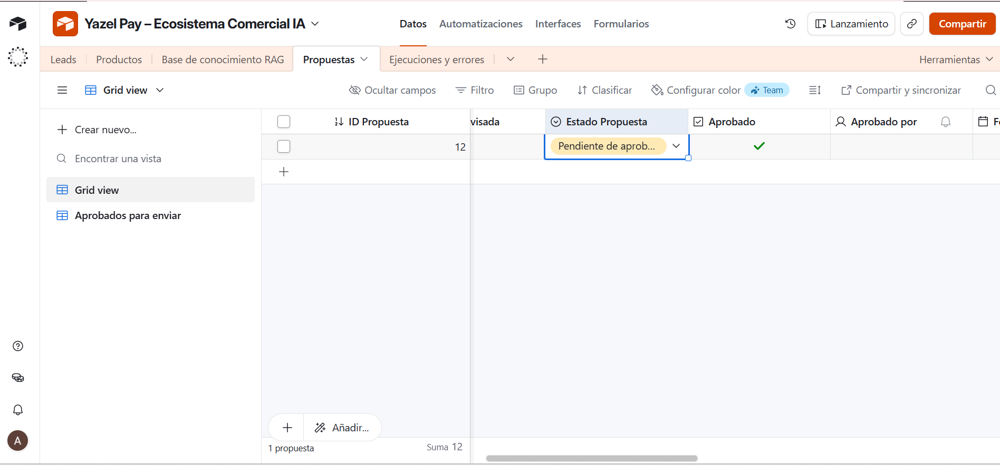 Yazel Pay – Ecosistema Comercial IA
Datos
Automatizaciones
Interfaces
Formularios
Lanzamiento
Compartir
Leads
Productos
Base de conocimiento RAG
Propuestas
Ejecuciones y errores
Herramientas
Grid view
Ocultar campos
Filtro
Grupo
Clasificar
Configurar color
Team
Compartir y sincronizar
Crear nuevo...
Encontrar una vista
Grid view
Aprobados para enviar
ID Propuesta
visada
Estado Propuesta
Aprobado
Aprobado por
12
Pendiente de aprob...
Añadir...
1 propuesta
Suma 12
A